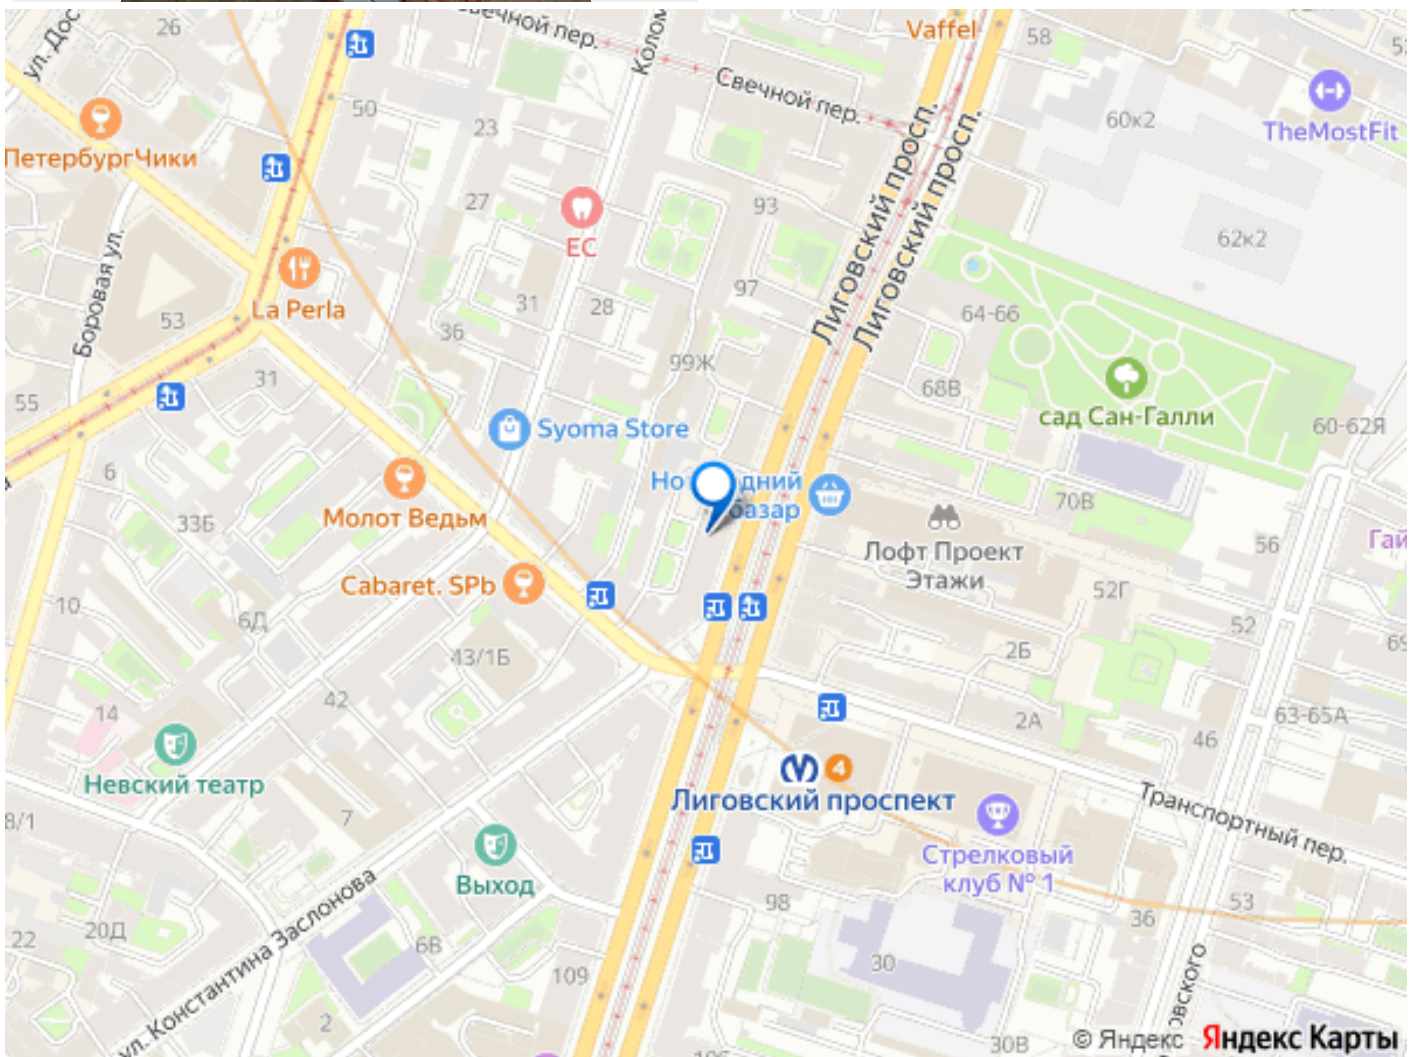 Свечной пер.
Vaffel
26
58
ул. Дос
Колом
Свечной пер.
TheMostFit
60к2
50
23
ПетербургЧики
Лиговский просп.
Лиговский просп.
27
93
62к2
ЕС
Боровая ул.
97
La Perla
31
28
64-66
53
36
99Ж
68В
31
сад Сан-Галли
55
Syoma Store
60-62Я
6
Но дний
базар
70В
33Б
Молот Ведьм
Лофт Проект
Этажи
56
Гай
Cabaret. SPb
52Г
10
6Д
52
2Б
69
43/1Б
42
14
2А
63-65А
46
Невский театр
4
Лиговский проспект
Транспортный пер.
8/1
7
Стрелковый
клуб № 1
Выход
ул. Константина Заслонова
98
53
36
22
20Д
6В
30
109
овского
2
30В
© Яндекс Яндекс Карты